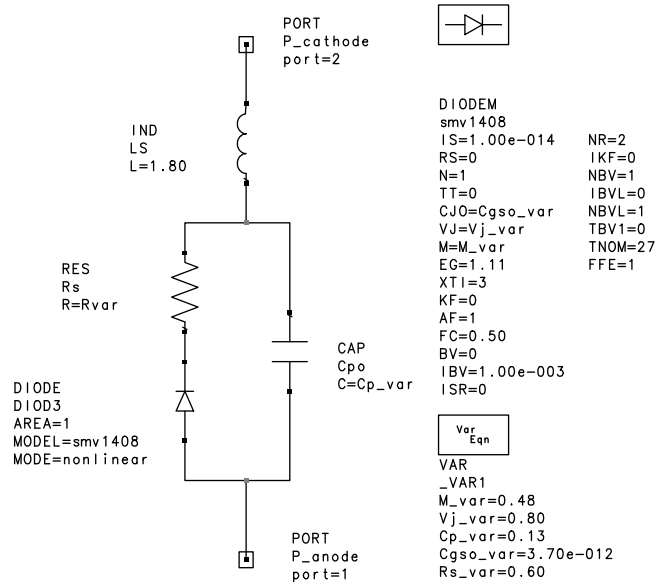 PORT
P_cathode
port=2
IND
LS
L=1.80
RES
Rs
R=Rvar
CAP
Cpo
C=Cp_var
DIODE
DIOD3
AREA=1
MODEL=smv1408
MODE=nonlinear
PORT
P_anode
port=1
DIODEM
smv1408
IS=1.00e-014 NR=2
RS=0 IKF=0
N=1 NBV=1
TT=0 IBVL=0
CJO=Cgso_var NBVL=1
VJ=Vj_var TBV1=0
M=M_var TNOM=27
EG=1.11 FFE=1
XTI=3
KF=0
AF=1
FC=0.50
BV=0
IBV=1.00e-003
ISR=0
Var
Eqn
VAR
_VAR1
M_var=0.48
Vj_var=0.80
Cp_var=0.13
Cgso_var=3.70e-012
Rs_var=0.60